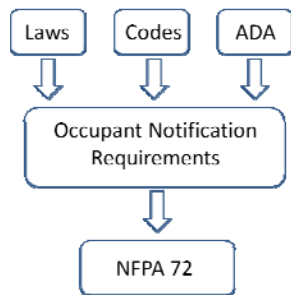 Laws
Codes
ADA
Occupant Notification
Requirements
NFPA 72